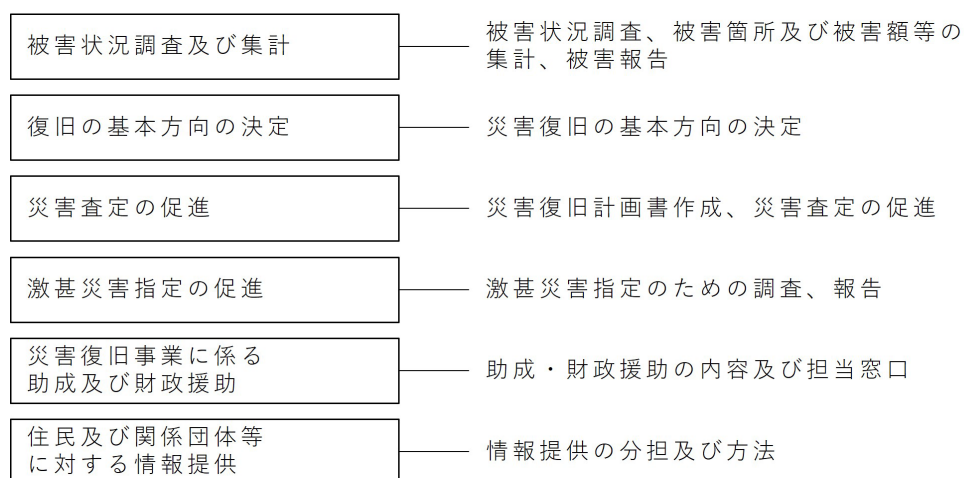 被害状況調査及び集計
被害状況調査、被害箇所及び被害額等の
集計、被害報告
復旧の基本方向の決定
災害復旧の基本方向の決定
災害査定の促進
災害復旧計画書作成、災害査定の促進
激甚災害指定の促進
激甚災害指定のための調査、報告
災害復旧事業に係る
助成及び財政援助
助成・財政援助の内容及び担当窓口
住民及び関係団体等
に対する情報提供
情報提供の分担及び方法